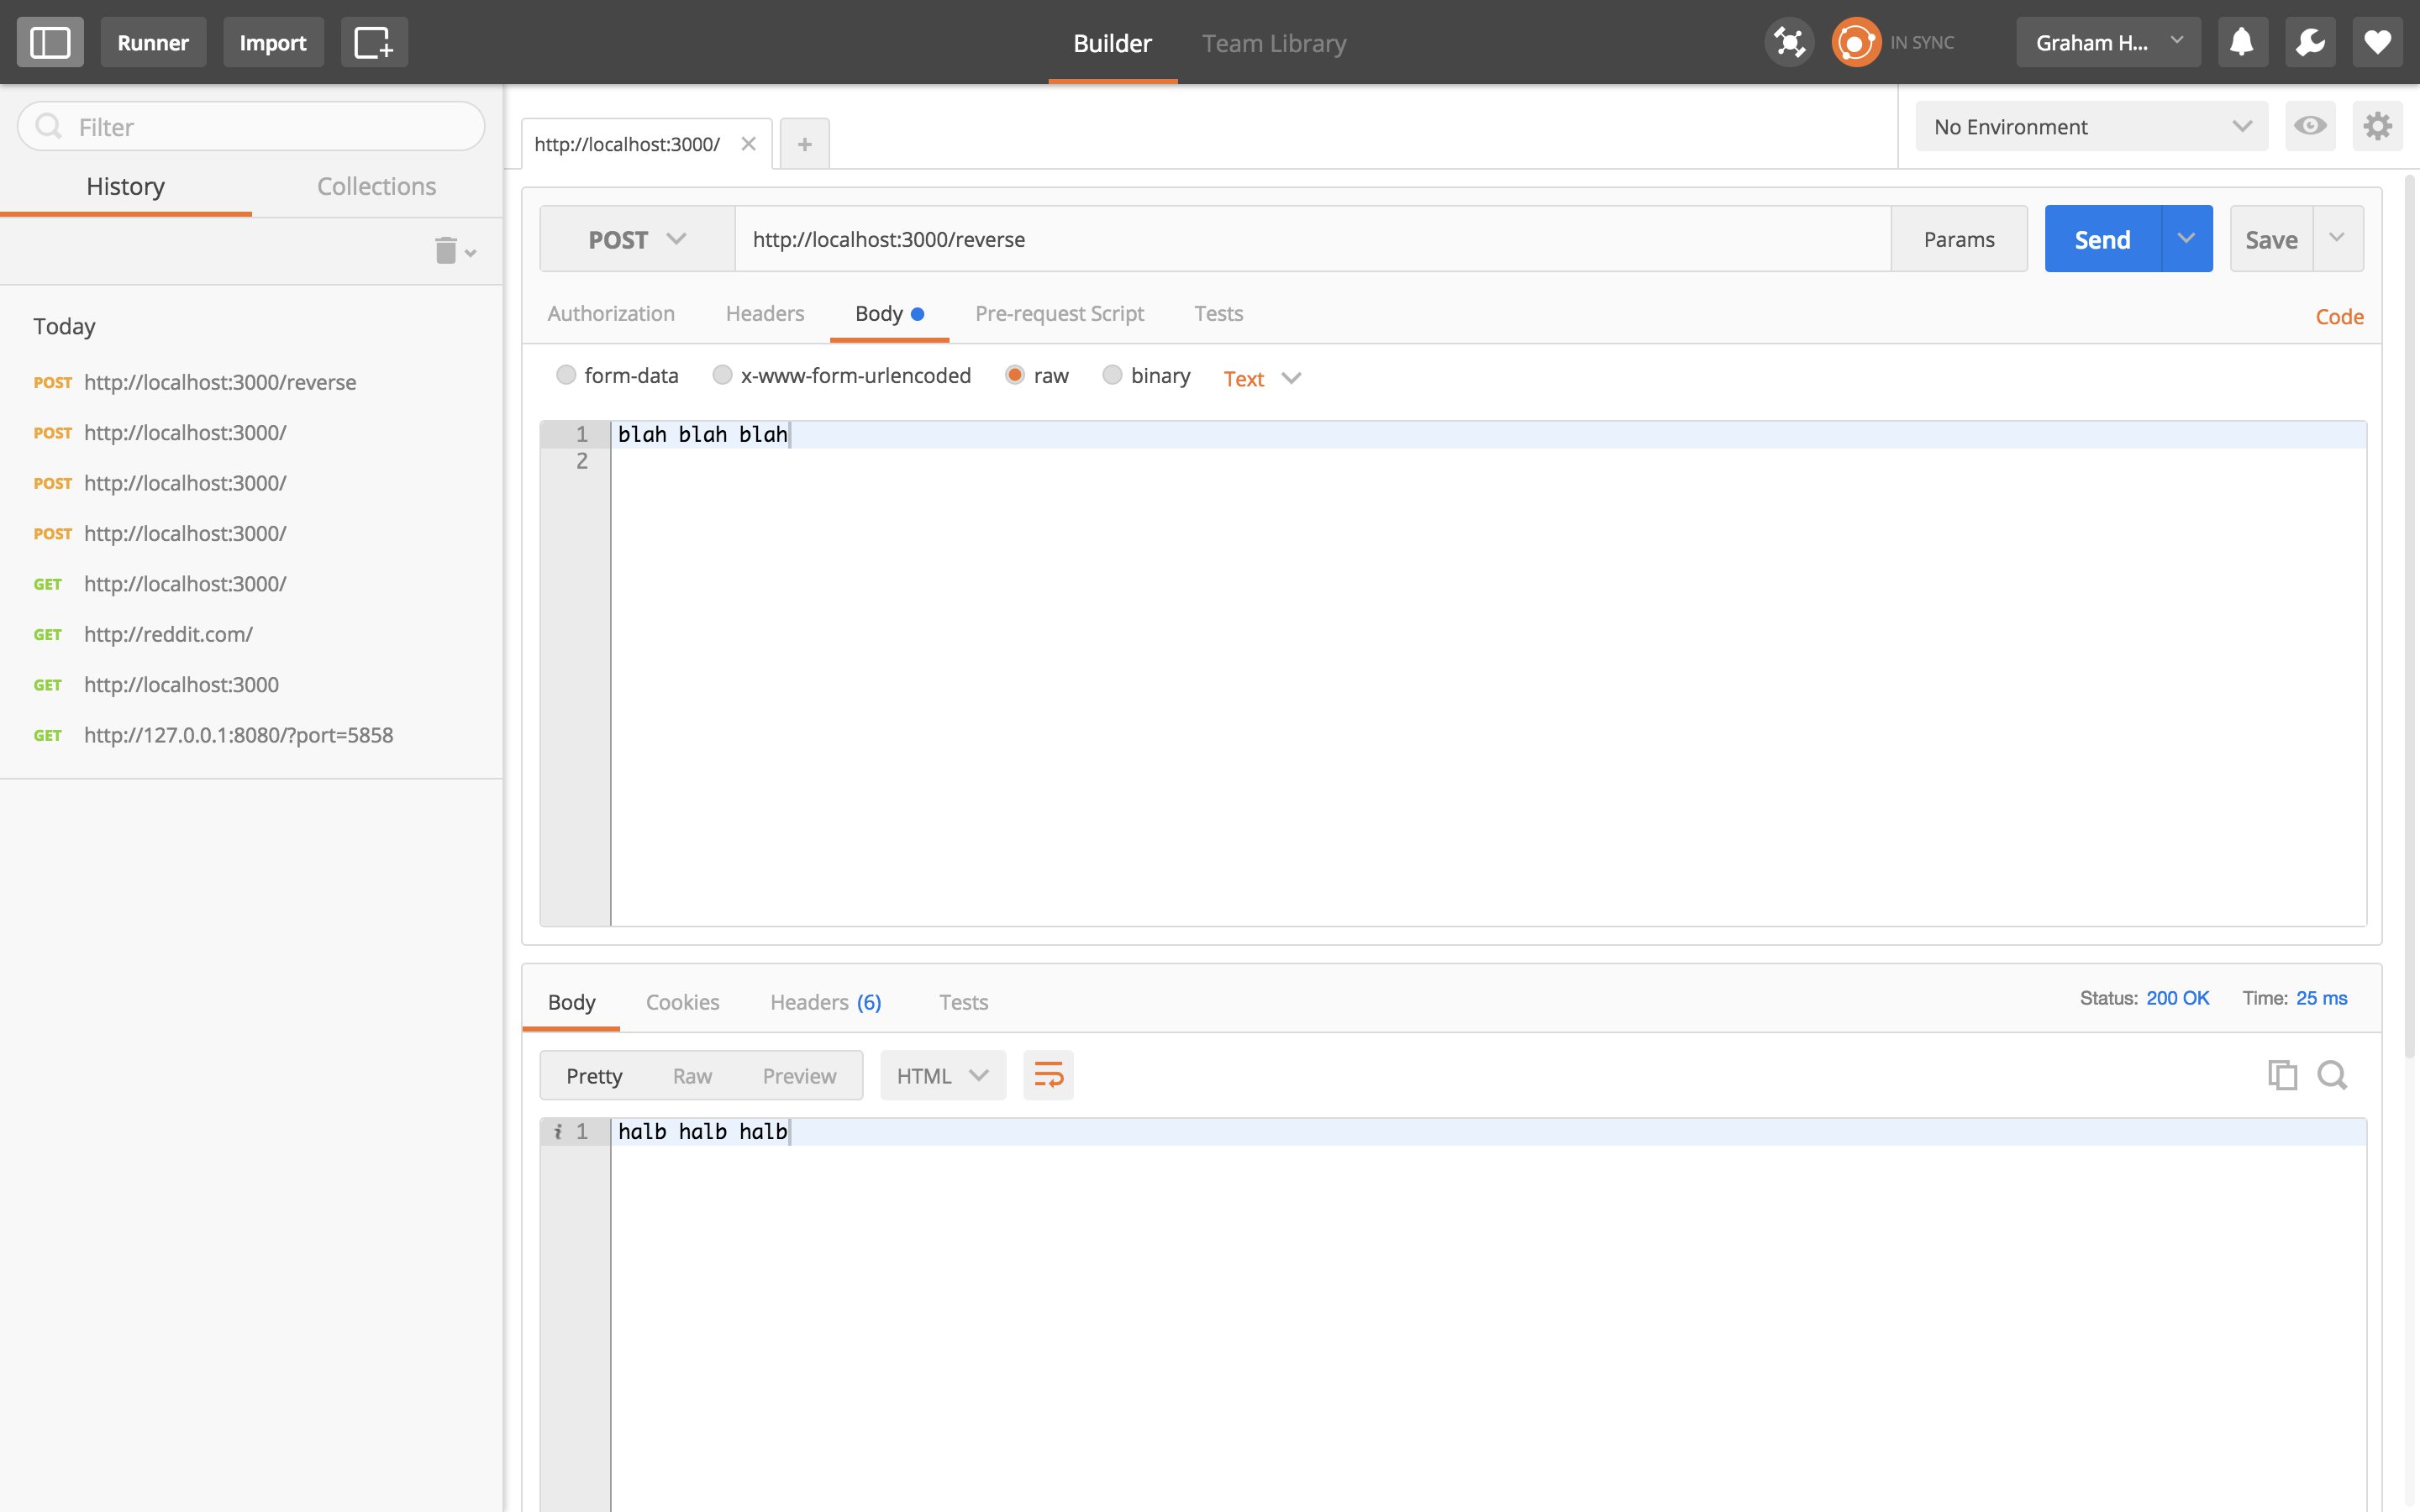 Runner Import Builder Team Library IN SYNC Graham H...
Filter
History Collections
Today
POST http://localhost:3000/reverse
POST http://localhost:3000/
POST http://localhost:3000/
POST http://localhost:3000/
GET http://localhost:3000/
GET http://reddit.com/
GET http://localhost:3000
GET http://127.0.0.1:8080/?port=5858
http://localhost:3000/ No Environment
POST http://localhost:3000/reverse Params Send Save
Authorization Headers Body Pre-request Script Tests Code
form-data x-www-form-urlencoded raw binary Text
1 blah blah blah
2
Body Cookies Headers (6) Tests Status: 200 OK Time: 25 ms
Pretty Raw Preview HTML
i 1 halb halb halb